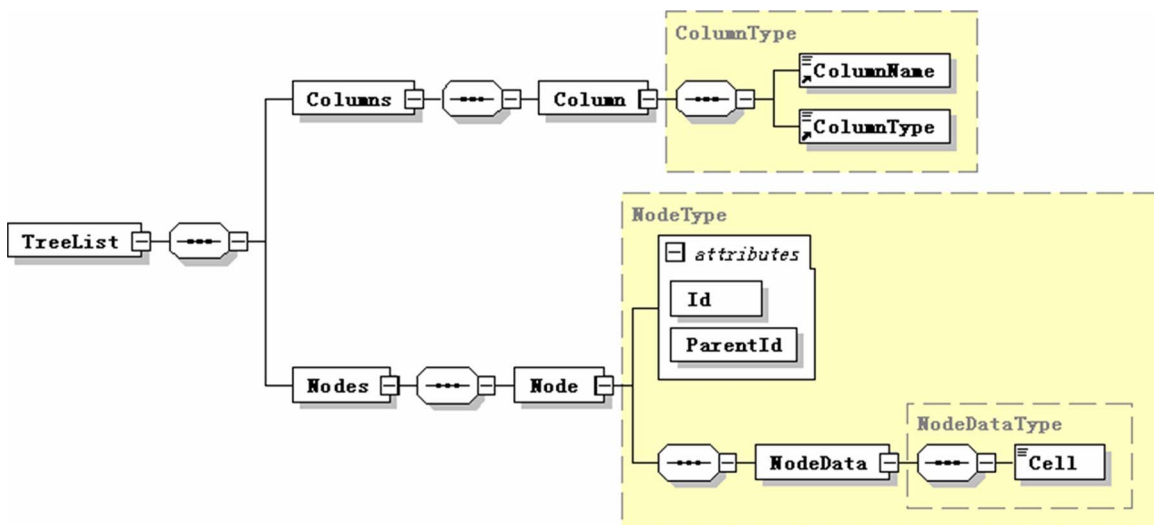 ColumnType
ColumnName
Columns
Column
ColumnType
NodeType
TreeList
attributes
Id
ParentId
Nodes
Node
NodeDataType
NodeData
Cell